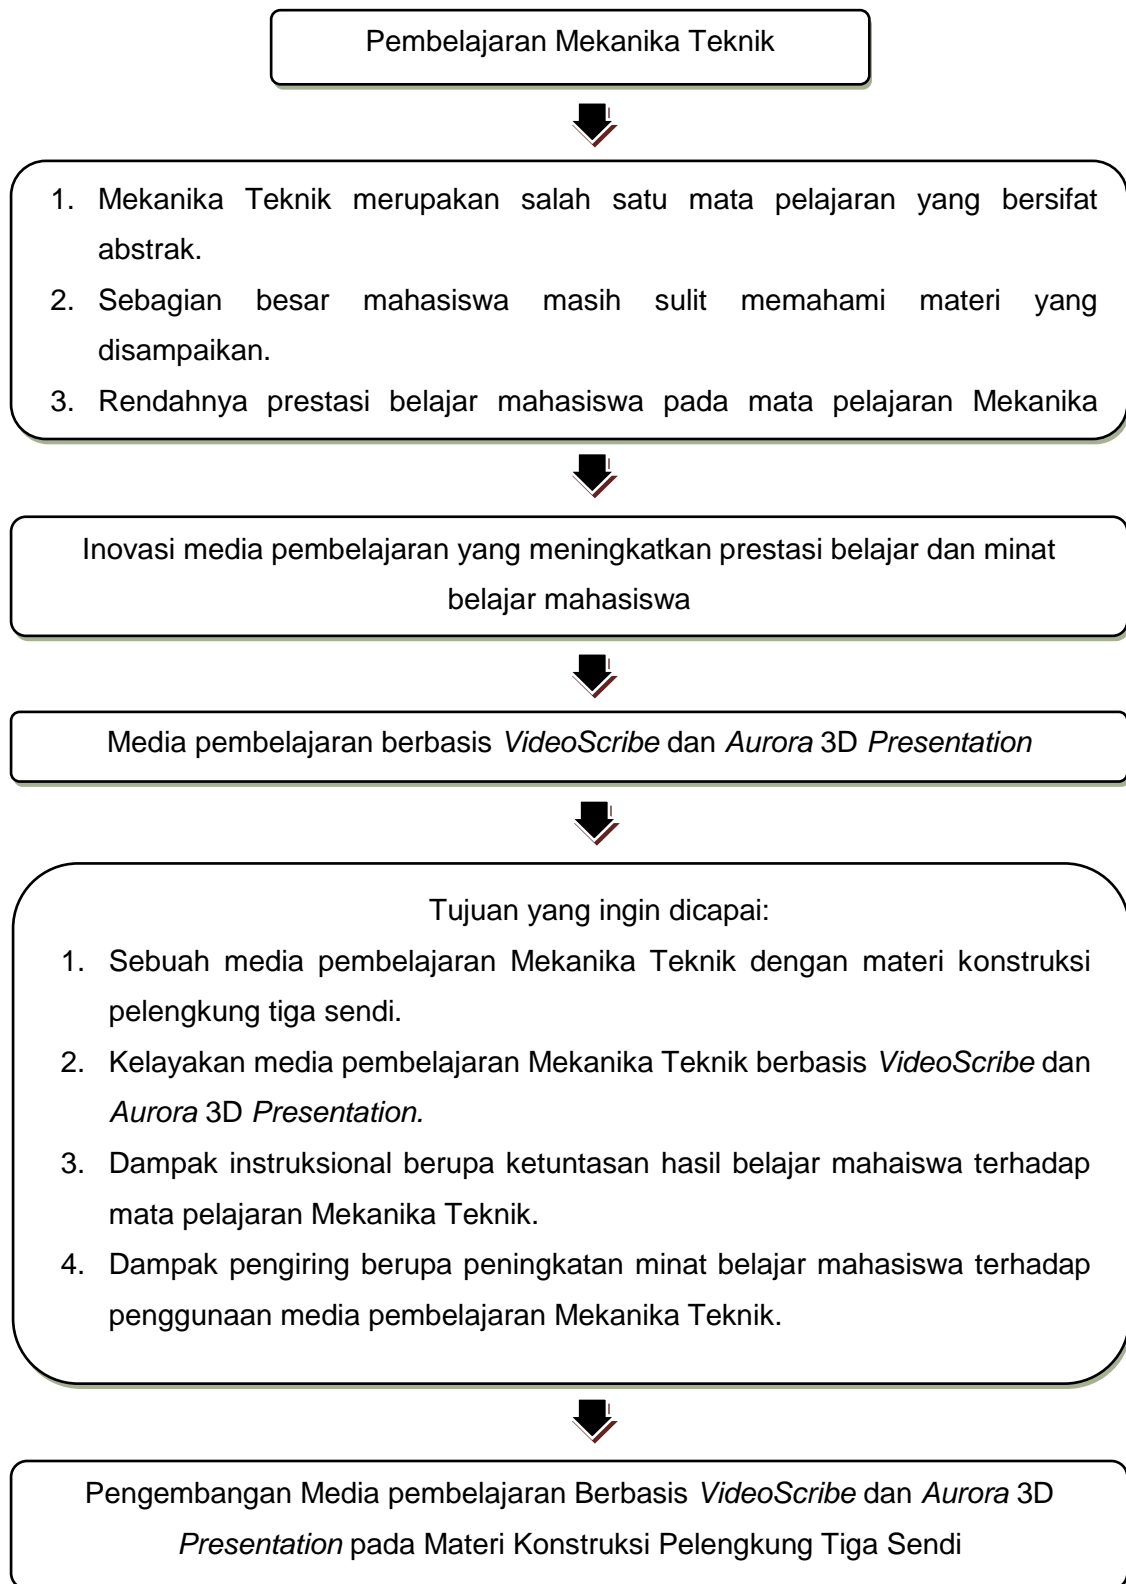 Pembelajaran Mekanika Teknik
1. Mekanika Teknik merupakan salah satu mata pelajaran yang bersifat
abstrak.
2. Sebagian besar mahasiswa masih sulit memahami materi yang
disampaikan.
3. Rendahnya prestasi belajar mahasiswa pada mata pelajaran Mekanika
Inovasi media pembelajaran yang meningkatkan prestasi belajar dan minat
belajar mahasiswa
Media pembelajaran berbasis VideoScribe dan Aurora 3D Presentation
Tujuan yang ingin dicapai:
1. Sebuah media pembelajaran Mekanika Teknik dengan materi konstruksi
pelengkung tiga sendi.
2. Kelayakan media pembelajaran Mekanika Teknik berbasis VideoScribe dan
Aurora 3D Presentation.
3. Dampak instruksional berupa ketuntasan hasil belajar mahaiswa terhadap
mata pelajaran Mekanika Teknik.
4. Dampak pengiring berupa peningkatan minat belajar mahasiswa terhadap
penggunaan media pembelajaran Mekanika Teknik.
Pengembangan Media pembelajaran Berbasis VideoScribe dan Aurora 3D
Presentation pada Materi Konstruksi Pelengkung Tiga Sendi